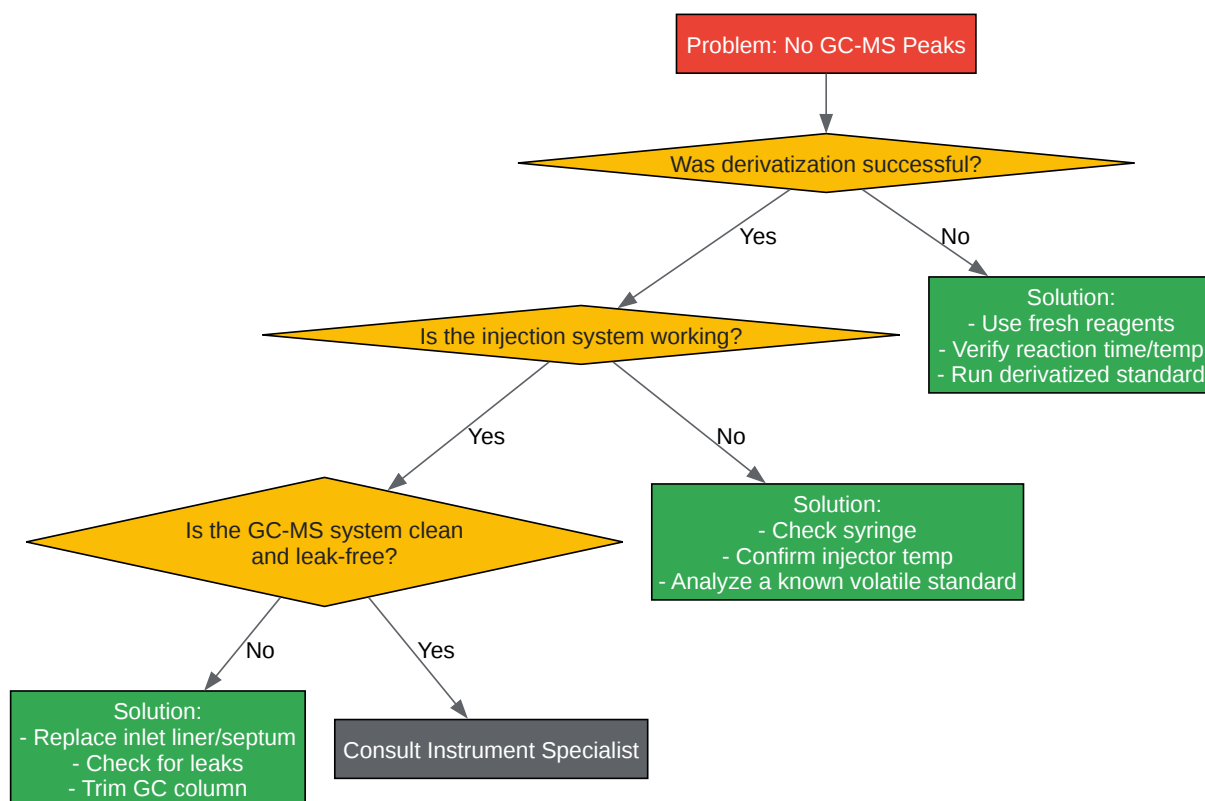 Problem: No GC-MS Peaks
Was derivatization successful?
Yes
No
Solution:
- Use fresh reagents
- Verify reaction time/temp
- Run derivatized standard
Is the injection system working?
Yes
No
Solution:
- Check syringe
- Confirm injector temp
- Analyze a known volatile standard
Is the GC-MS system clean
and leak-free?
No
Yes
Solution:
- Replace inlet liner/septum
- Check for leaks
- Trim GC column
Consult Instrument Specialist